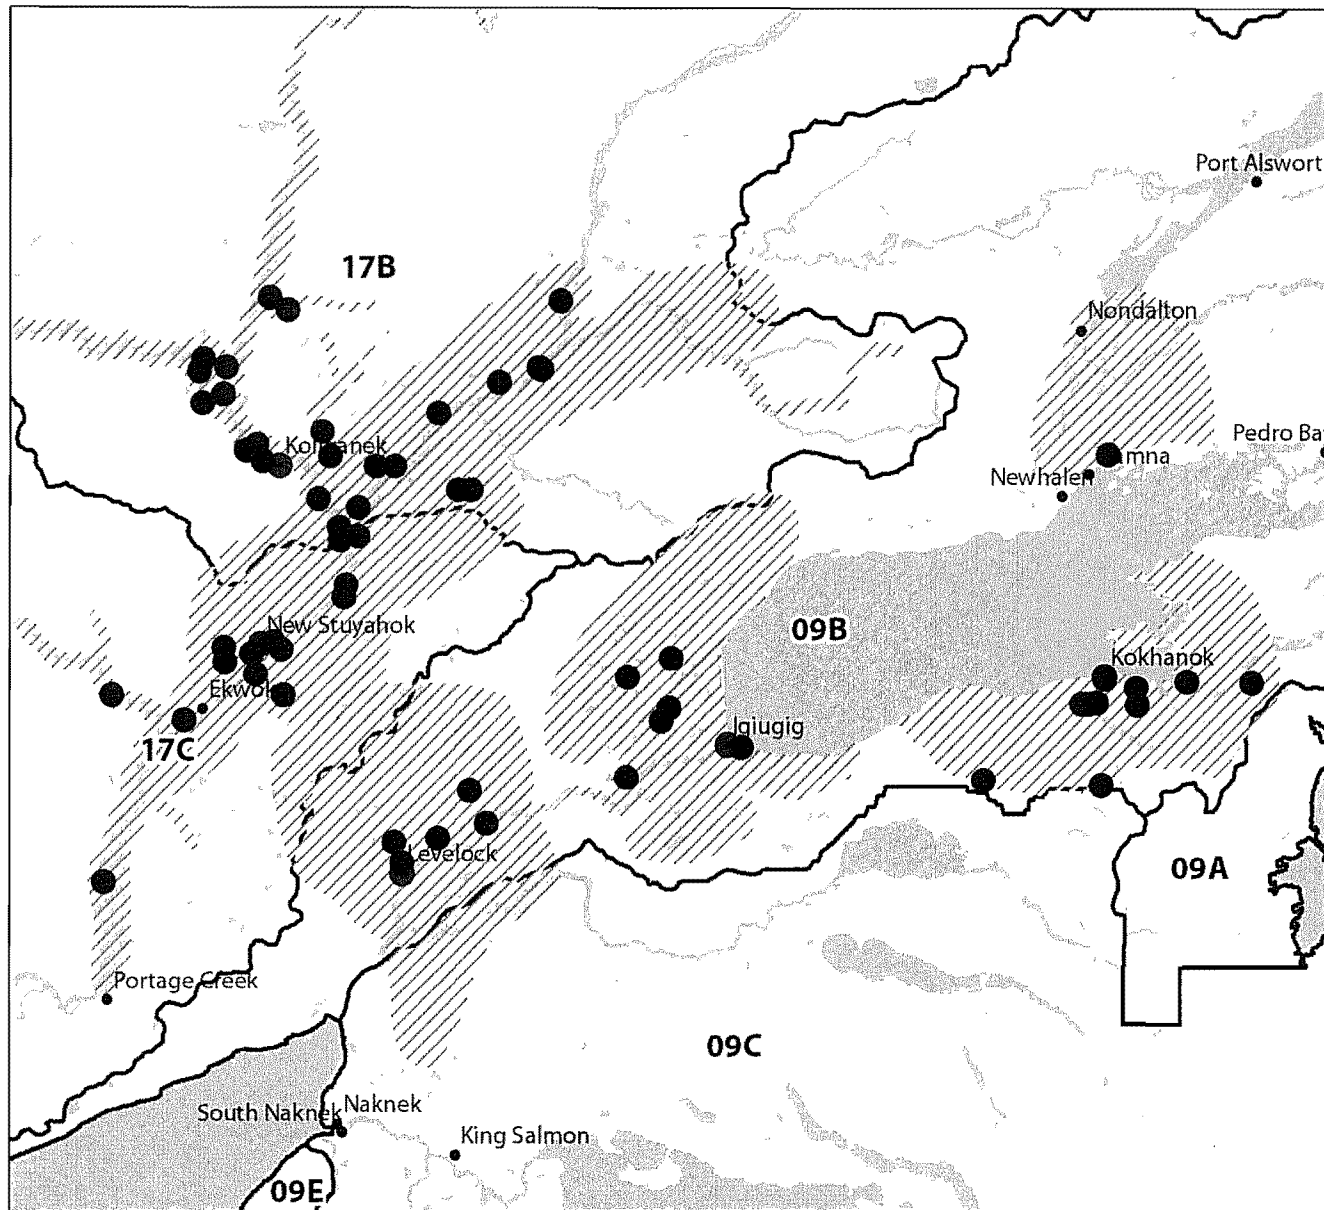 Port Alswort
17B
Nondalton
Pedro Ba
Newhalen
New Stuyahok
09B
Kokhanok
Igiugig
17C
Levelock
09A
Portage Creek
09C
South Naknek
Naknek
King Salmon
09E